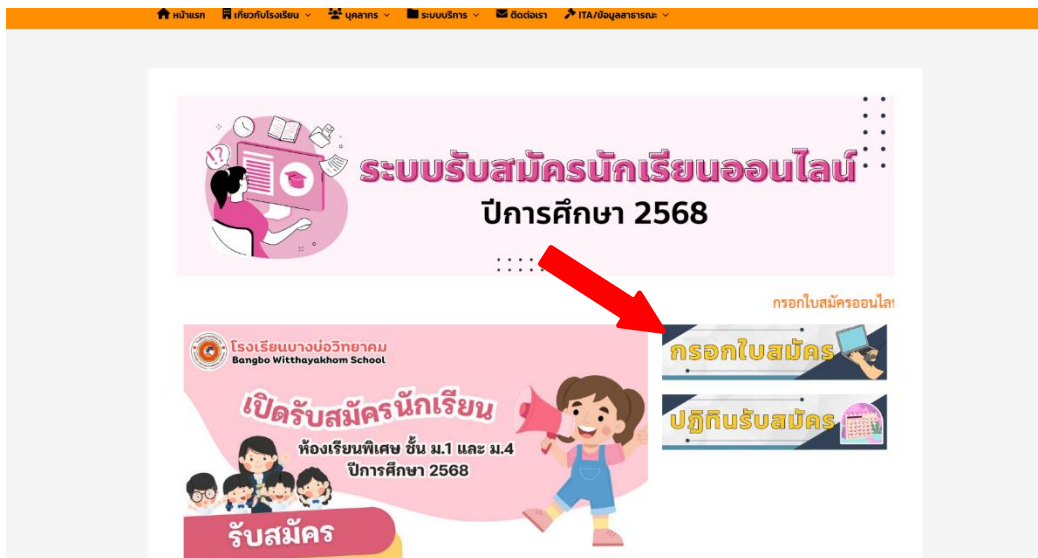 หน้าแรก เกี่ยวกับโรงเรียน บุคลากร ระบบบริการ ติดต่อเรา ITA/ข้อมูลสาธารณะ
!?
ระบบรับสมัครนักเรียนออนไลน์
ปีการศึกษา 2568
กรอกใบสมัครออนไล
โรงเรียนบางบ่อวิทยาคม
Bangbo Witthayakhom School
กรอกใบสมัคร
เปิดรับสมัครนักเรียน
ปฏิทินรับสมัคร
ห้องเรียนพิเศษ ชั้น ม.1 และ ม.4
ปีการศึกษา 2568
รับสมัคร